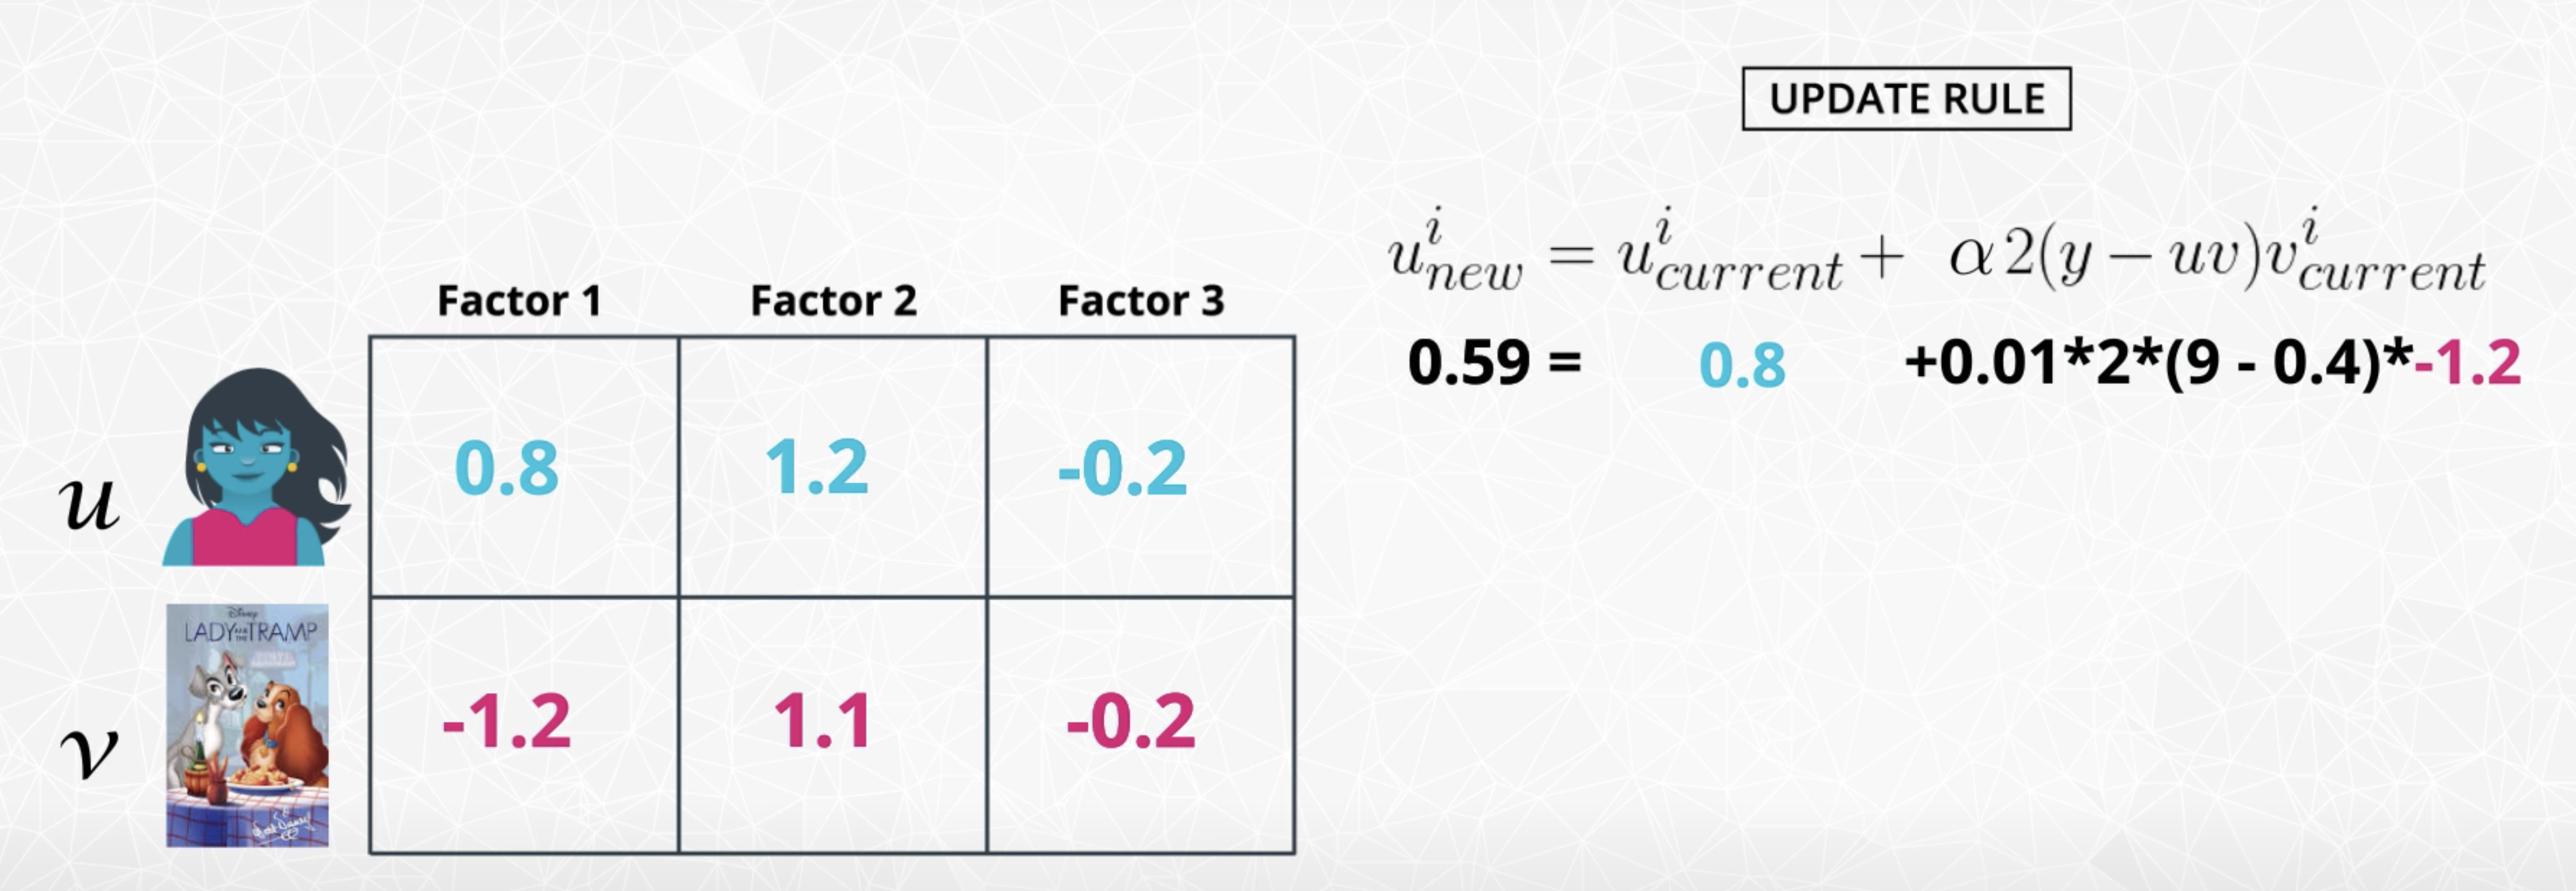 UPDATE RULE
u^i_{new} = u^i_{current} + α2(y − uv)v^i_{current}
0.59 = 0.8 +0.01*2*(9 - 0.4)*-1.2
Factor 1 Factor 2 Factor 3
u 0.8 1.2 -0.2
Disney
LADY AND THE TRAMP
v -1.2 1.1 -0.2